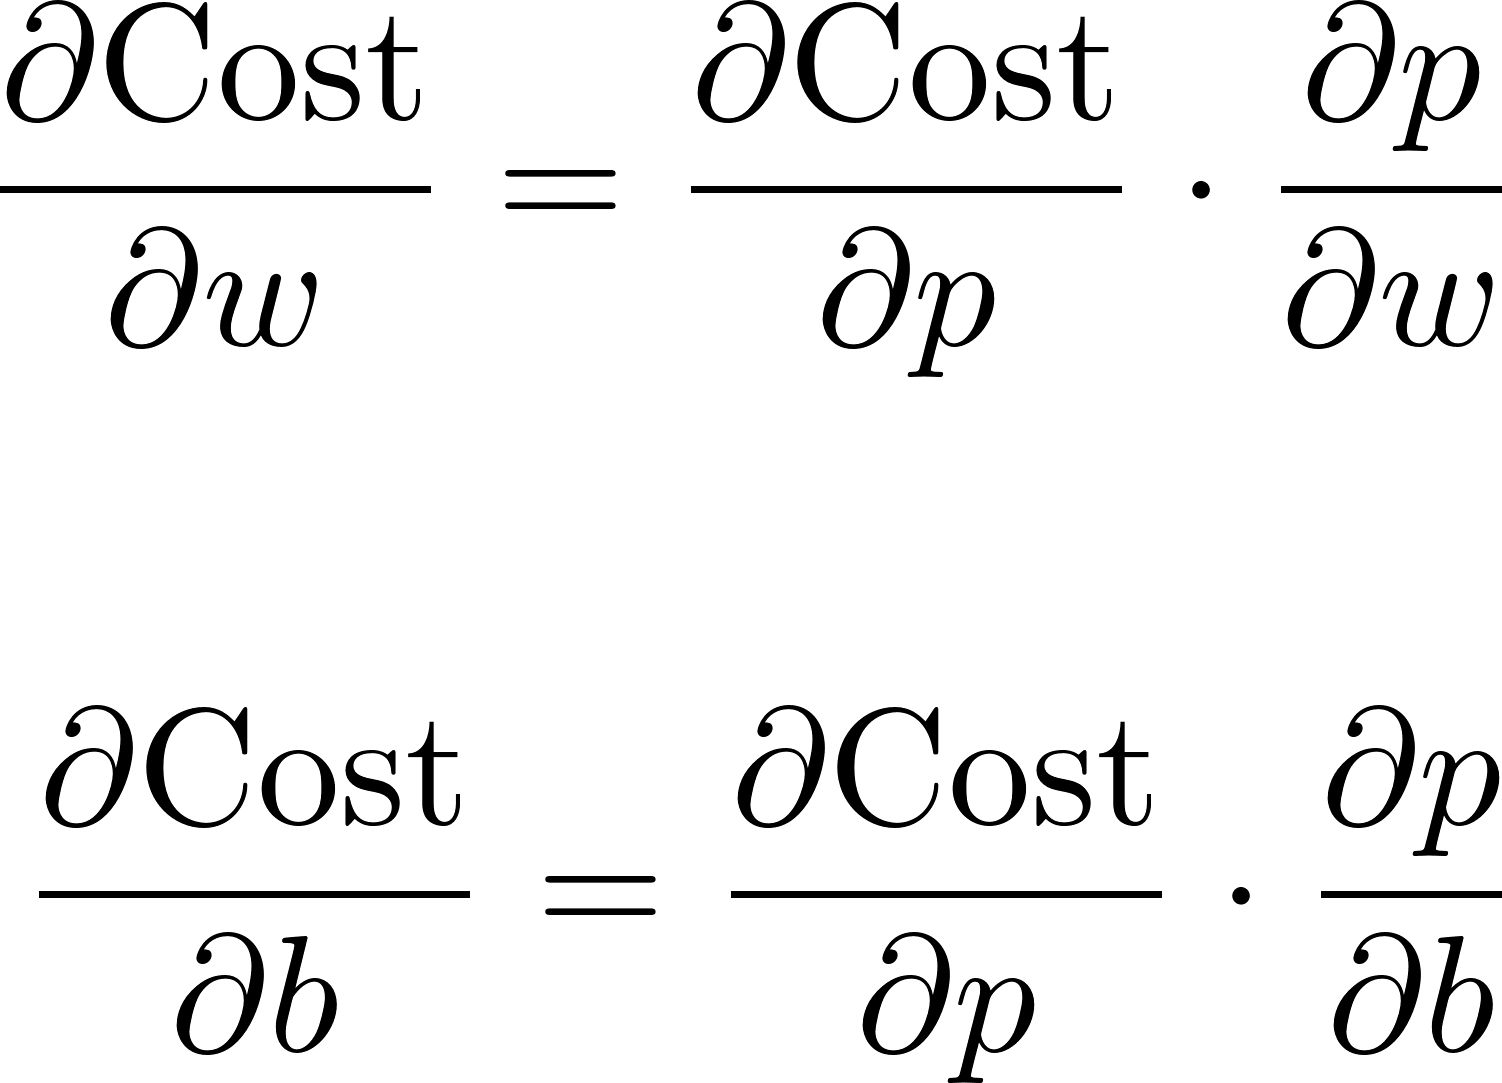 ∂Cost/∂w = ∂Cost/∂p · ∂p/∂w
∂Cost/∂b = ∂Cost/∂p · ∂p/∂b